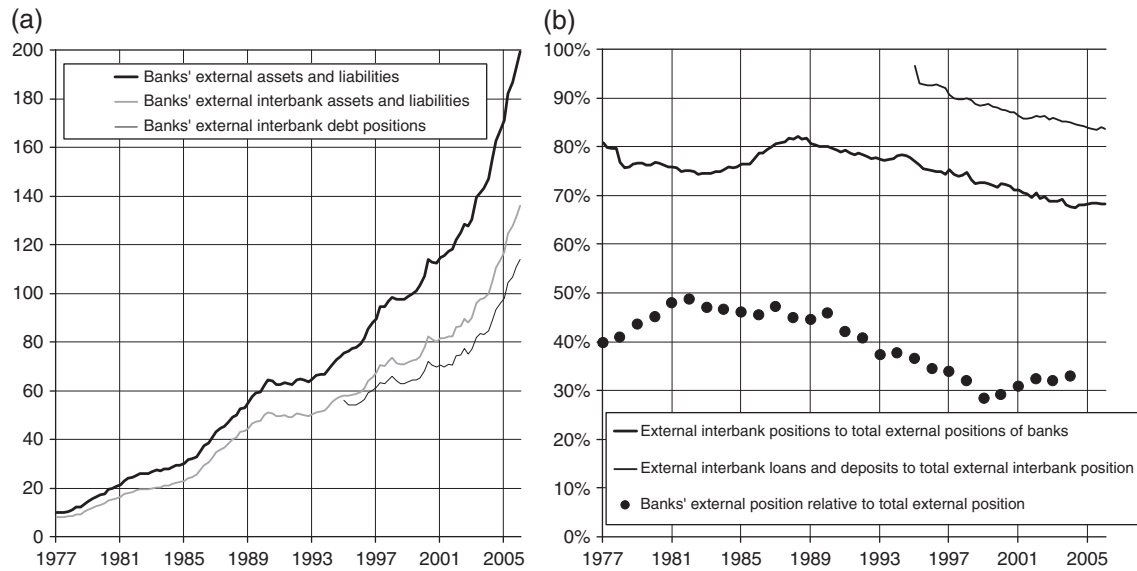 (a)
200
180
160
140
120
100
80
60
40
20
0
Banks' external assets and liabilities
Banks' external interbank assets and liabilities
Banks' external interbank debt positions
1977 1981 1985 1989 1993 1997 2001 2005
(b)
100%
90%
80%
70%
60%
50%
40%
30%
20%
10%
0%
External interbank positions to total external positions of banks
External interbank loans and deposits to total external interbank position
Banks' external position relative to total external position
1977 1981 1985 1989 1993 1997 2001 2005